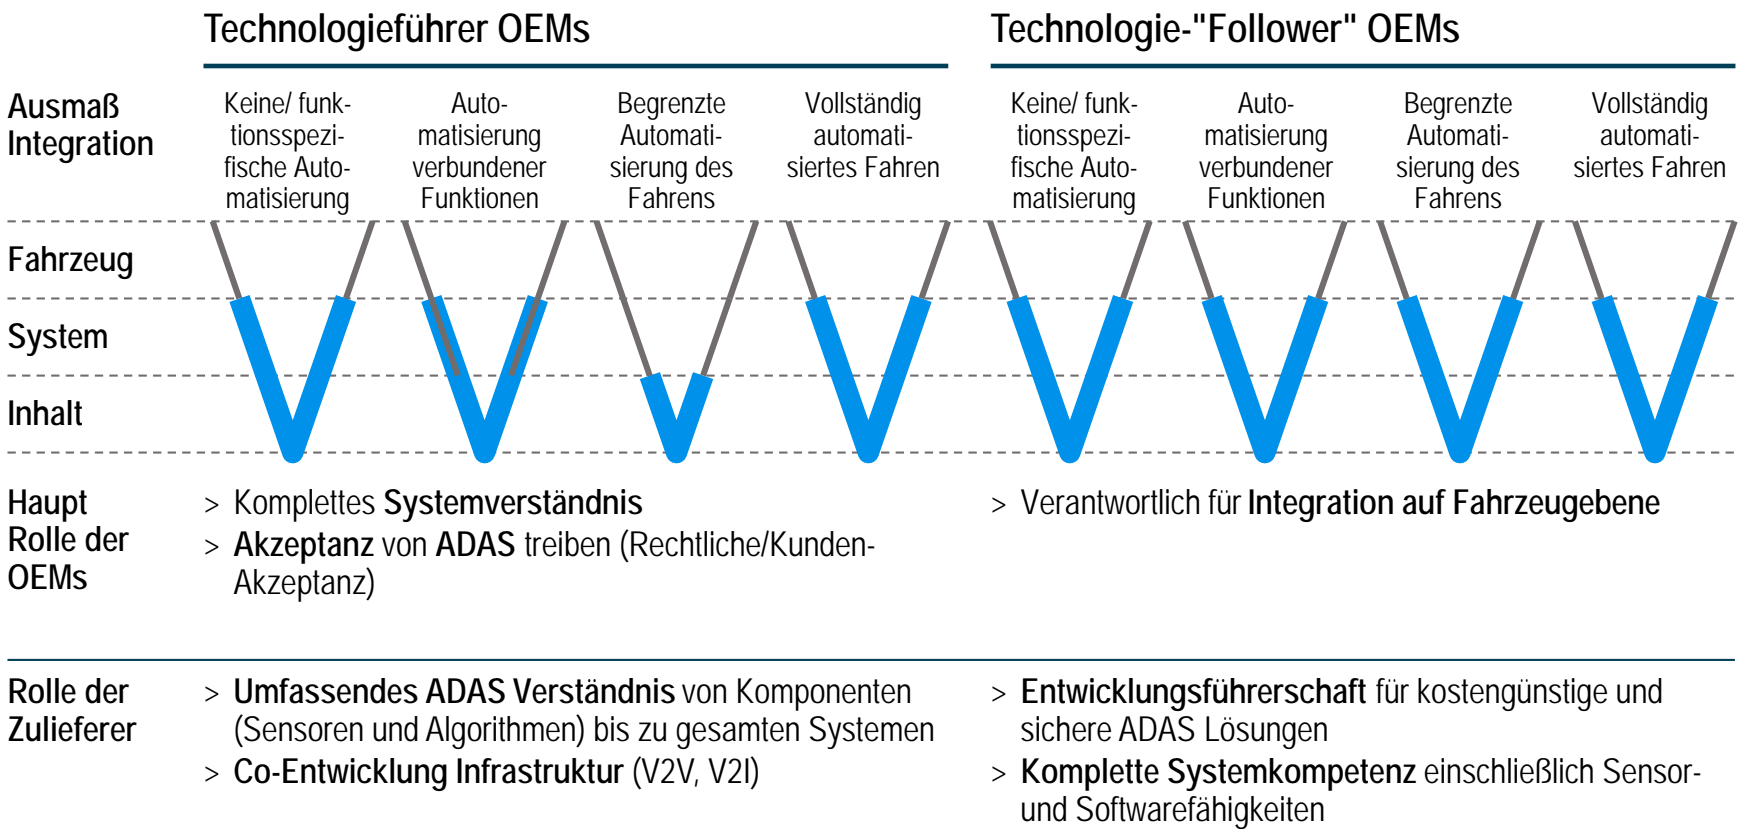 Technologieführer OEMs
Technologie-"Follower" OEMs
Ausmaß
Integration
Keine/ funk-
tionsspezi-
fische Auto-
matisierung
Auto-
matisierung
verbundener
Funktionen
Begrenzte
Automati-
sierung des
Fahrens
Vollständig
automati-
siertes Fahren
Keine/ funk-
tionsspezi-
fische Auto-
matisierung
Auto-
matisierung
verbundener
Funktionen
Begrenzte
Automati-
sierung des
Fahrens
Vollständig
automati-
siertes Fahren
Fahrzeug
System
Inhalt
Haupt
Rolle der
OEMs
> Komplettes Systemverständnis
> Akzeptanz von ADAS treiben (Rechtliche/Kunden-
Akzeptanz)
> Verantwortlich für Integration auf Fahrzeugebene
Rolle der
Zulieferer
> Umfassendes ADAS Verständnis von Komponenten
(Sensoren und Algorithmen) bis zu gesamten Systemen
> Co-Entwicklung Infrastruktur (V2V, V2I)
> Entwicklungsführerschaft für kostengünstige und
sichere ADAS Lösungen
> Komplette Systemkompetenz einschließlich Sensor-
und Softwarefähigkeiten